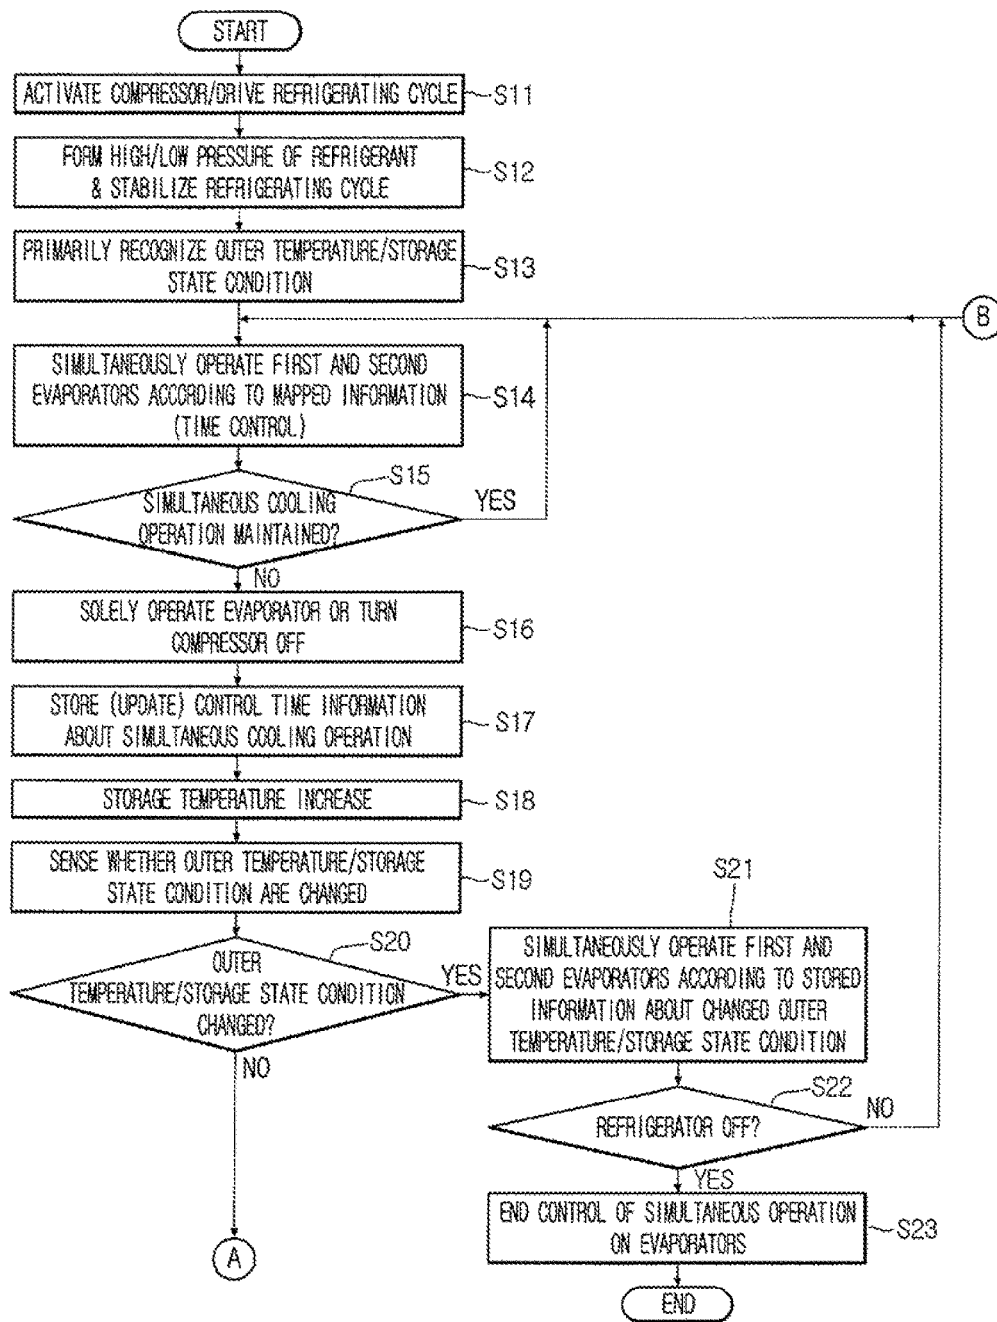 START
ACTIVATE COMPRESSOR/DRIVE REFRIGERATING CYCLE
S11
FORM HIGH/LOW PRESSURE OF REFRIGERANT
& STABILIZE REFRIGERATING CYCLE
S12
PRIMARILY RECOGNIZE OUTER TEMPERATURE/STORAGE
STATE CONDITION
S13
B
SIMULTANEOUSLY OPERATE FIRST AND SECOND
EVAPORATORS ACCORDING TO MAPPED INFORMATION
(TIME CONTROL)
S14
S15
SIMULTANEOUS COOLING
OPERATION MAINTAINED?
YES
NO
SOLELY OPERATE EVAPORATOR OR TURN
COMPRESSOR OFF
S16
STORE (UPDATE) CONTROL TIME INFORMATION
ABOUT SIMULTANEOUS COOLING OPERATION
S17
STORAGE TEMPERATURE INCREASE
S18
SENSE WHETHER OUTER TEMPERATURE/STORAGE
STATE CONDITION ARE CHANGED
S19
S20
OUTER
TEMPERATURE/STORAGE STATE CONDITION
CHANGED?
YES
NO
A
S21
SIMULTANEOUSLY OPERATE FIRST AND
SECOND EVAPORATORS ACCORDING TO STORED
INFORMATION ABOUT CHANGED OUTER
TEMPERATURE/STORAGE STATE CONDITION
S22
REFRIGERATOR OFF?
NO
YES
END CONTROL OF SIMULTANEOUS OPERATION
ON EVAPORATORS
S23
END